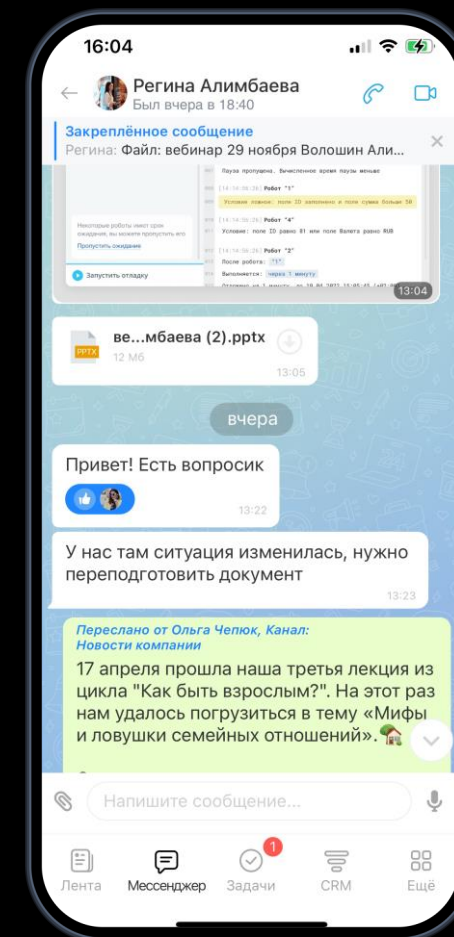 16:04
Регина Алимбаева
Был вчера в 18:40
Закреплённое сообщение
Регина: Файл: вебинар 29 ноября Волошин Али...
Пауза пропущена. Вычисленное время паузы меньше
[14:14:56:26] Робот "1"
Условие ложное: поле ID заполнено и поле сумма больше 50
Робот "4"
Условие: поле ID равно 81 или поле Валюта равно RUB
Робот "2"
После робота: "1"
Выполняется: через 1 минуту
Некоторые роботы имеют срок
ожидания, вы можете пропустить его.
Пропустить ожидание
Запустить отладку
13:04
ве...мбаева (2).pptx
PPTX
12 Мб
13:05
вчера
Привет! Есть вопросик
13:22
У нас там ситуация изменилась, нужно
переподготовить документ
13:23
Переслано от Ольга Чепюк, Канал:
Новости компании
17 апреля прошла наша третья лекция из
цикла "Как быть взрослым?". На этот раз
нам удалось погрузиться в тему «Мифы
и ловушки семейных отношений».
Напишите сообщение...
1
Лента
Мессенджер
Задачи
CRM
Ещё